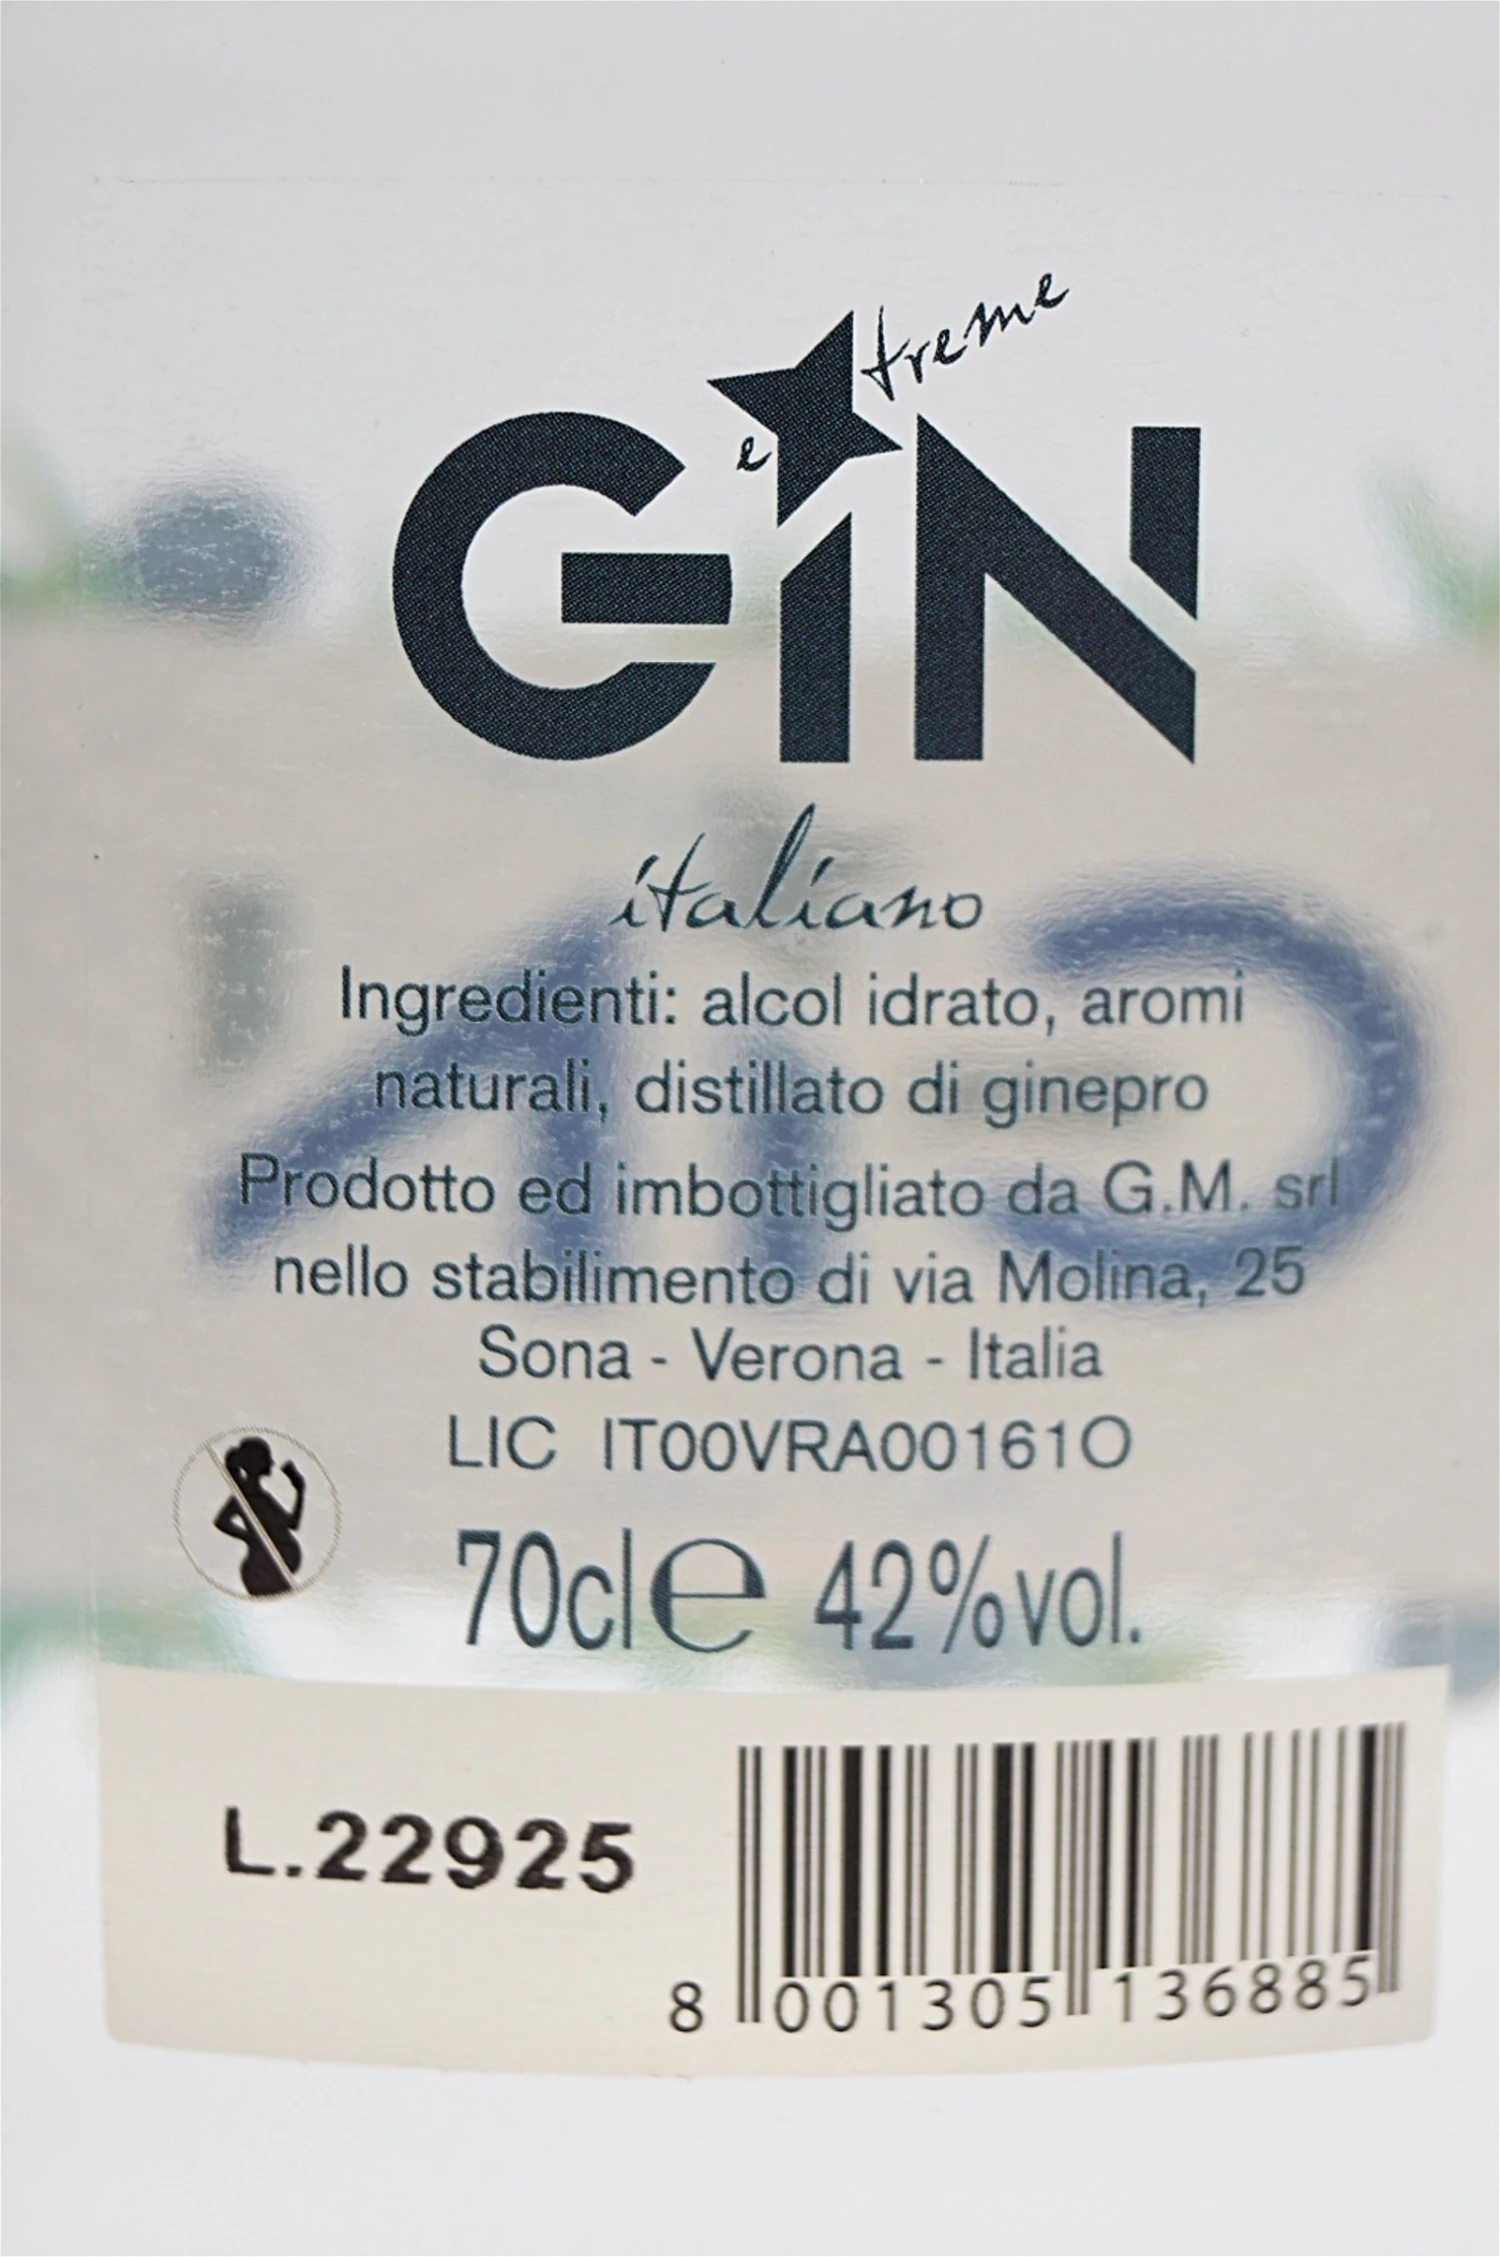 e treme
GIN
italiano
Ingredienti: alcol idrato, aromi
naturali, distillato di ginepro
Prodotto ed imbottigliato da G.M. srl
nello stabilimento di via Molina, 25
Sona - Verona - Italia
LIC IT00VRA00161O
70cl e 42%vol.
L.22925
8 001305 136885